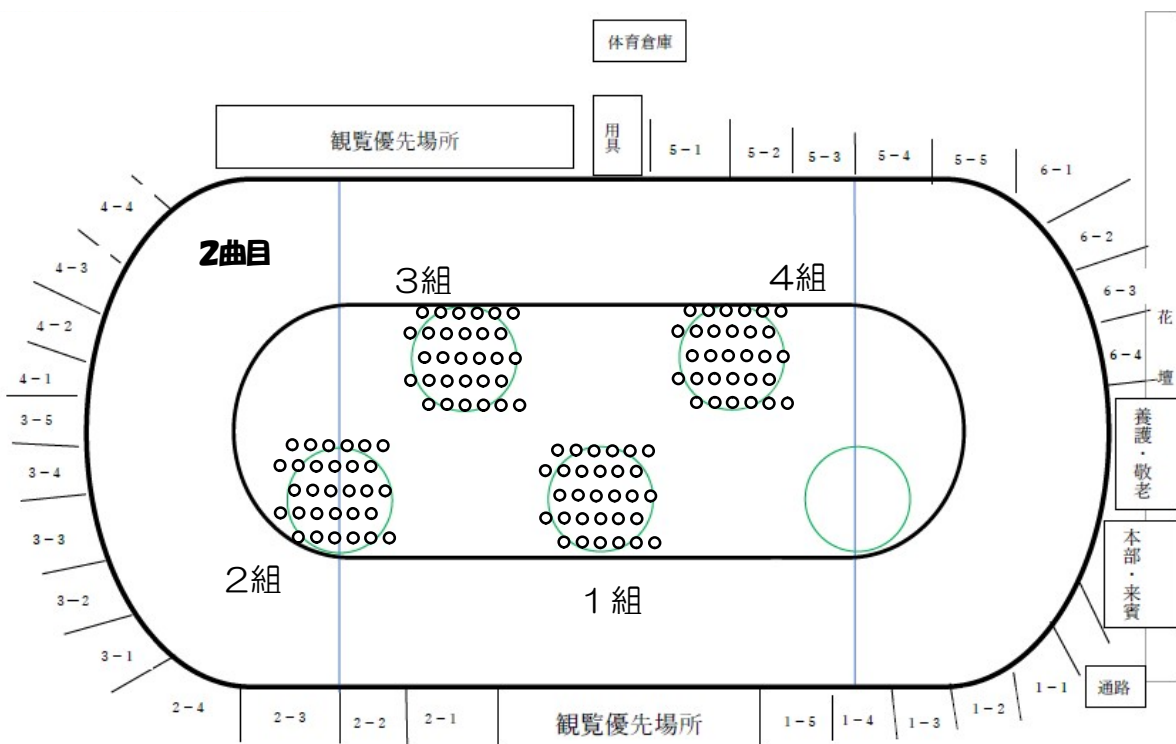 体育倉庫
観覧優先場所
用具
5-1
5-2
5-3
5-4
5-5
6-1
6-2
6-3
6-4
花壇
養護・敬老
本部・来賓
通路
4-4
4-3
4-2
4-1
3-5
3-4
3-3
3-2
3-1
2曲目
3組
4組
2組
1組
2-4
2-3
2-2
2-1
観覧優先場所
1-5
1-4
1-3
1-2
1-1